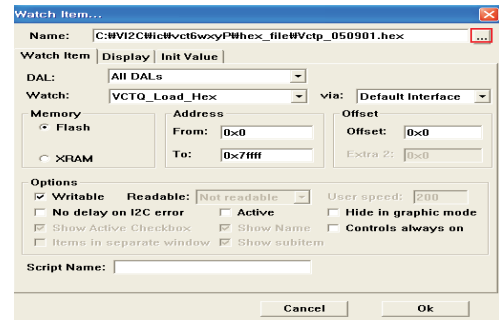 Watch Item...
Name: C:₩VI2C₩ic₩vct6wxyP₩hex_file₩Vctp_050901.hex ...
Watch Item Display Init Value
DAL: All DALs
Watch: VCTQ_Load_Hex via: Default Interface
Memory Address Offset
Flash From: 0x0 Offset: 0x0
XRAM To: 0x7ffff Extra 2: 0x0
Options
Writable Readable: Not readable User speed: 200
No delay on I2C error Active Hide in graphic mode
Show Active Checkbox Show Name Controls always on
Items in separate window Show subitem
Script Name:
Cancel Ok